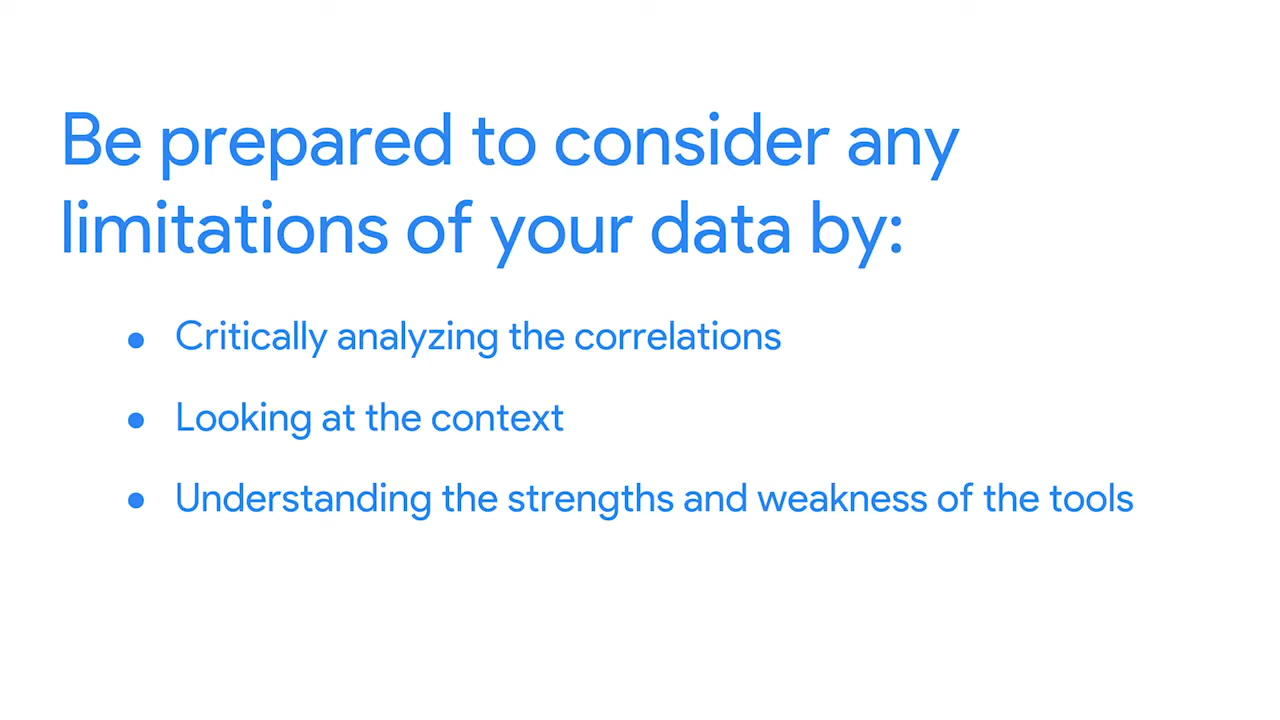 Be prepared to consider any
limitations of your data by:
● Critically analyzing the correlations
● Looking at the context
● Understanding the strengths and weakness of the tools